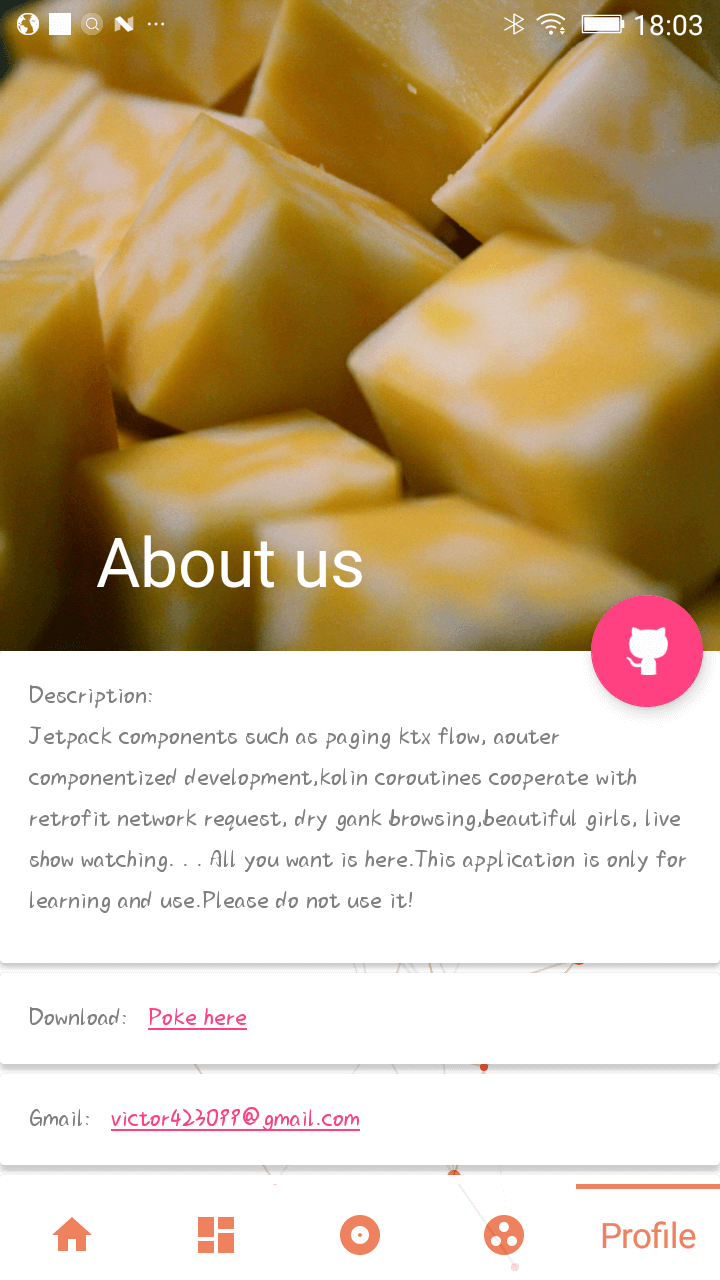 18:03
About us
Description:
Jetpack components such as paging ktx flow, aouter
componentized development,kolin coroutines cooperate with
retrofit network request, dry gank browsing,beautiful girls, live
show watching. . . All you want is here.This application is only for
learning and use.Please do not use it!
Download: Poke here
Gmail: victor423099@gmail.com
Profile